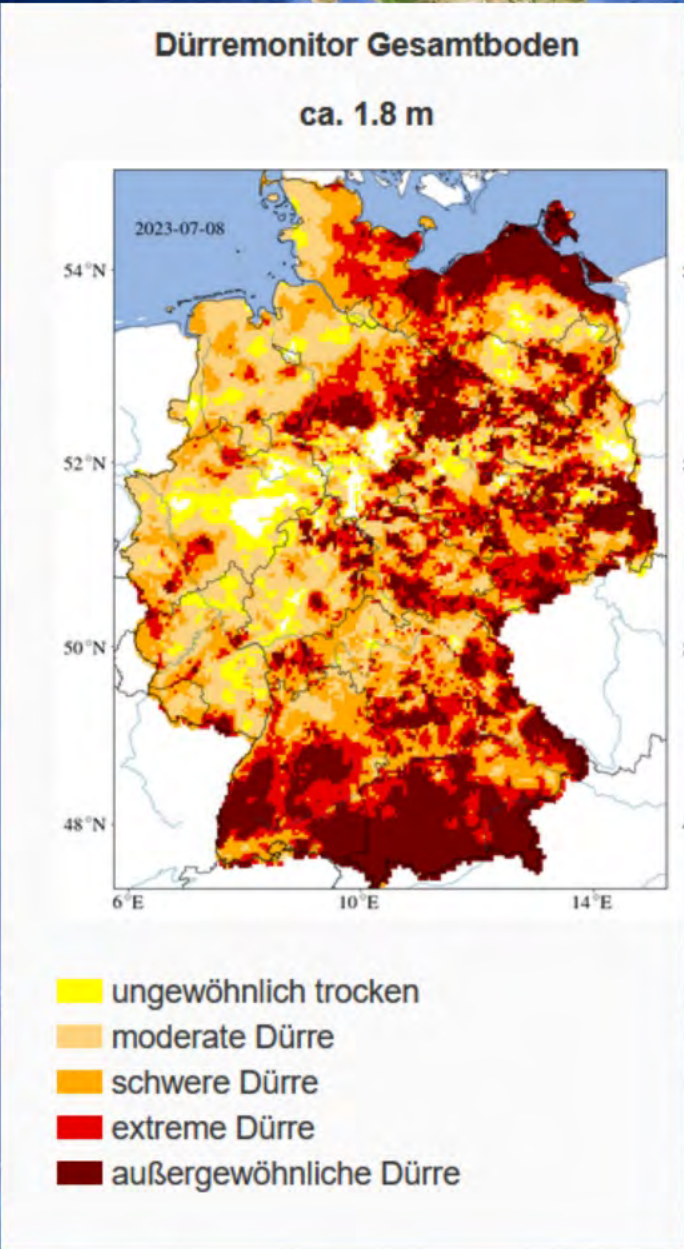 Dürremonitor Gesamtboden
ca. 1.8 m
2023-07-08
54°N
52°N
50°N
48°N
6°E
10°E
14°E
ungewöhnlich trocken
moderate Dürre
schwere Dürre
extreme Dürre
außergewöhnliche Dürre